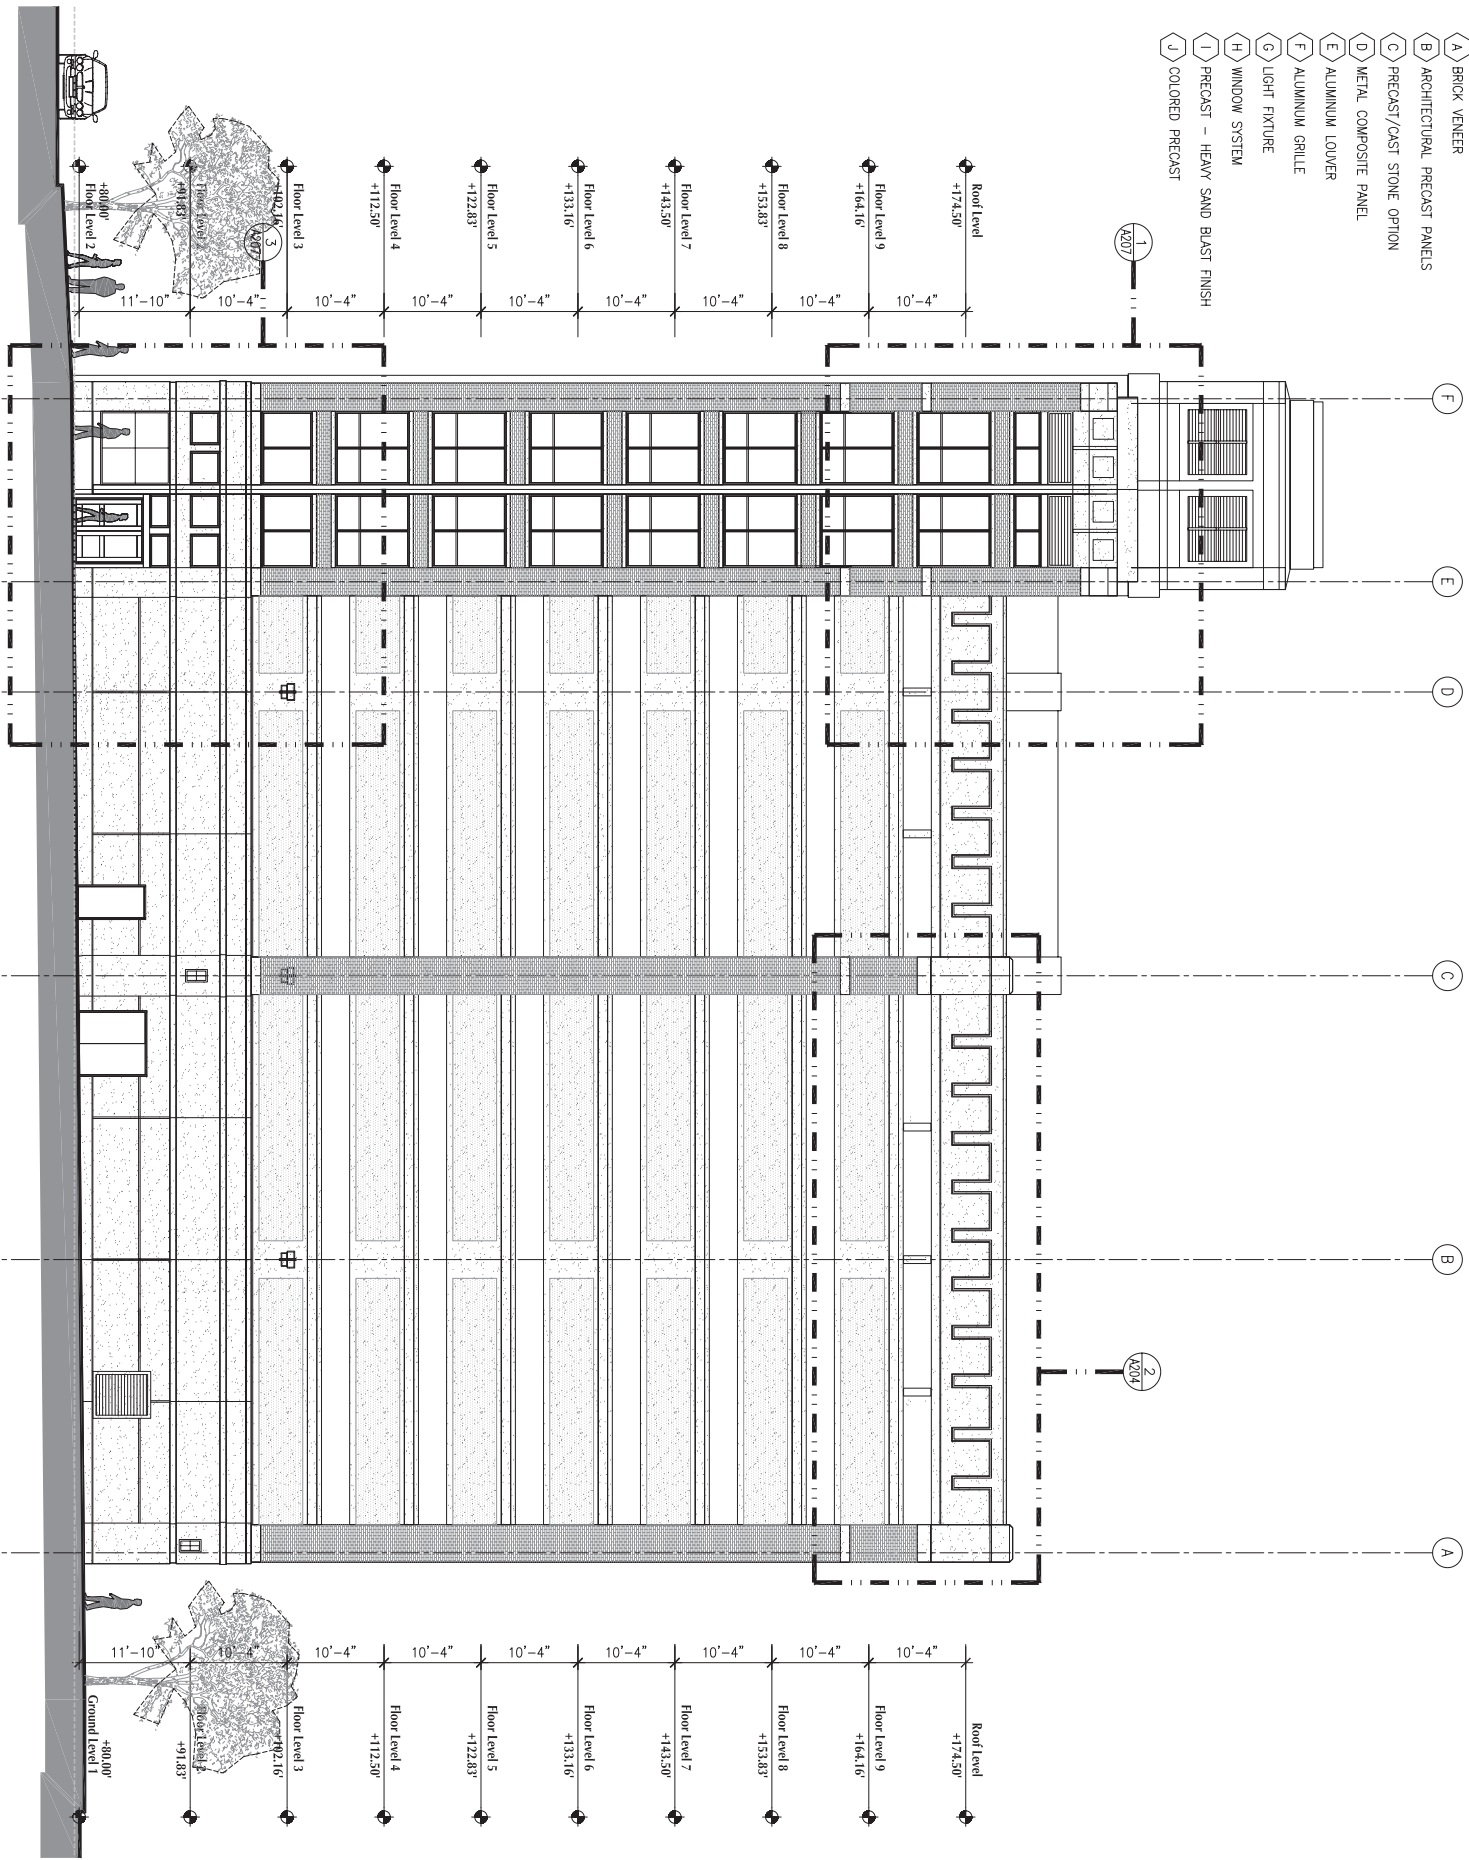 A BRICK VENEER
B ARCHITECTURAL PRECAST PANELS
C PRECAST/CAST STONE OPTION
D METAL COMPOSITE PANEL
E ALUMINUM LOUVER
F ALUMINUM GRILLE
G LIGHT FIXTURE
H WINDOW SYSTEM
I PRECAST - HEAVY SAND BLAST FINISH
J COLORED PRECAST
F
E
D
C
B
A
1
A207
2
A204
3
A207
Roof Level
+174.50'
Floor Level 9
+164.16'
Floor Level 8
+153.83'
Floor Level 7
+143.50'
Floor Level 6
+133.16'
Floor Level 5
+122.83'
Floor Level 4
+112.50'
Floor Level 3
+102.16'
Floor Level 2
+91.83'
+80.00'
Floor Level 2
10'-4"
10'-4"
10'-4"
10'-4"
10'-4"
10'-4"
10'-4"
10'-4"
11'-10"
10'-4"
10'-4"
10'-4"
10'-4"
10'-4"
10'-4"
10'-4"
10'-4"
11'-10"
Roof Level
+174.50'
Floor Level 9
+164.16'
Floor Level 8
+153.83'
Floor Level 7
+143.50'
Floor Level 6
+133.16'
Floor Level 5
+122.83'
Floor Level 4
+112.50'
Floor Level 3
+102.16'
Floor Level 2
+91.83'
+80.00'
Ground Level 1